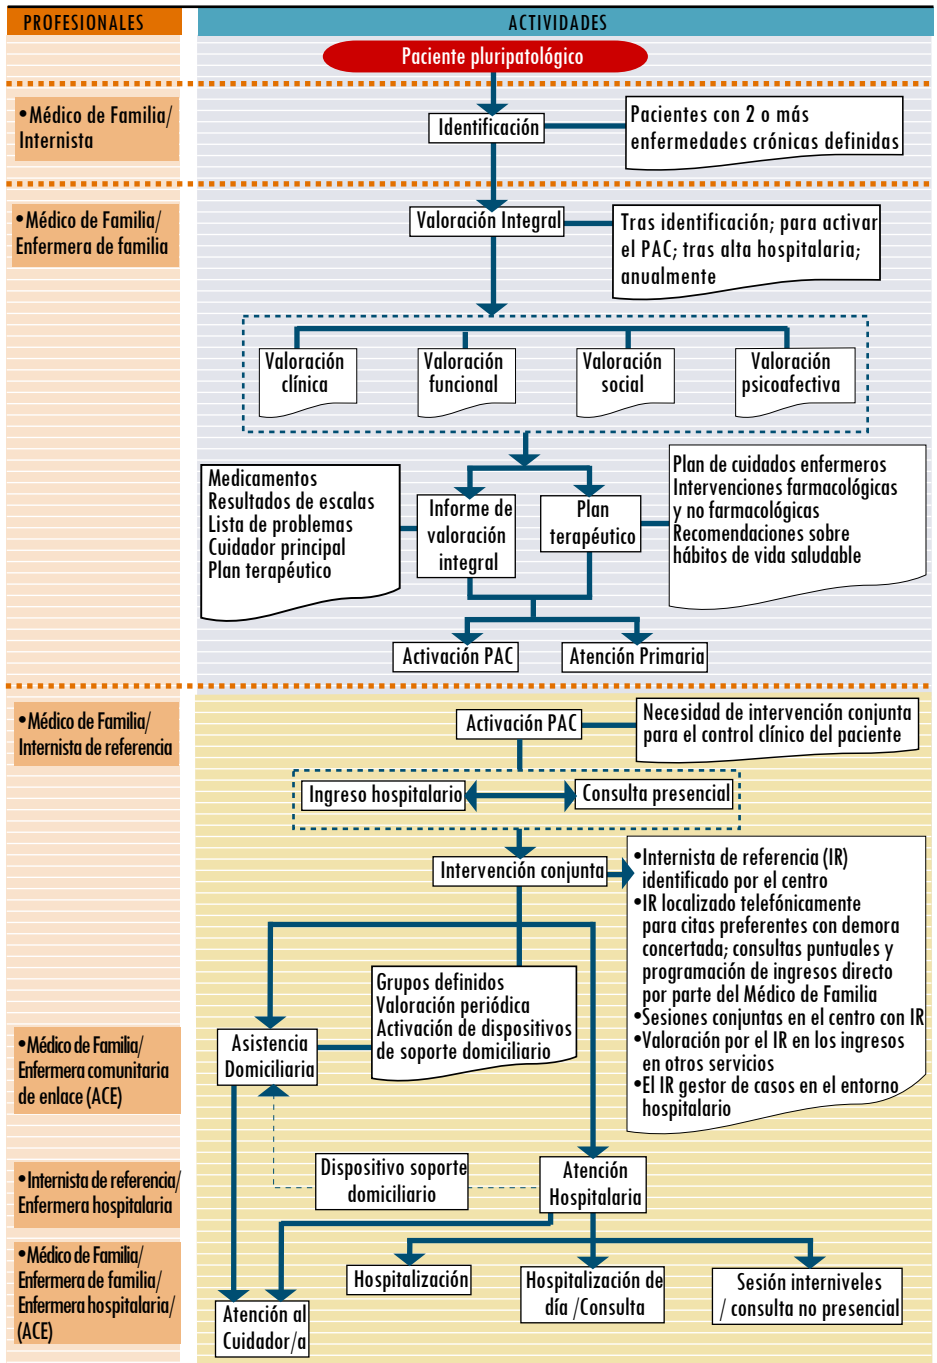 PROFESIONALES
ACTIVIDADES
Paciente pluripatológico
•Médico de Familia/
Internista
Identificación
Pacientes con 2 o más
enfermedades crónicas definidas
•Médico de Familia/
Enfermera de familia
Valoración Integral
Tras identificación; para activar
el PAC; tras alta hospitalaria;
anualmente
Valoración
clínica
Valoración
funcional
Valoración
social
Valoración
psicoafectiva
Medicamentos
Resultados de escalas
Lista de problemas
Cuidador principal
Plan terapéutico
Informe de
valoración
integral
Plan
terapéutico
Plan de cuidados enfermeros
Intervenciones farmacológicas
y no farmacológicas
Recomendaciones sobre
hábitos de vida saludable
Activación PAC
Atención Primaria
•Médico de Familia/
Internista de referencia
Activación PAC
Necesidad de intervención conjunta
para el control clínico del paciente
Ingreso hospitalario
Consulta presencial
Intervención conjunta
•Internista de referencia (IR)
identificado por el centro
•IR localizado telefónicamente
para citas preferentes con demora
concertada; consultas puntuales y
programación de ingresos directo
por parte del Médico de Familia
•Sesiones conjuntas en el centro con IR
•Valoración por el IR en los ingresos
en otros servicios
•El IR gestor de casos en el entorno
hospitalario
Grupos definidos
Valoración periódica
Activación de dispositivos
de soporte domiciliario
•Médico de Familia/
Enfermera comunitaria
de enlace (ACE)
Asistencia
Domiciliaria
•Internista de referencia/
Enfermera hospitalaria
Dispositivo soporte
domiciliario
Atención
Hospitalaria
•Médico de Familia/
Enfermera de familia/
Enfermera hospitalaria/
(ACE)
Atención al
Cuidador/a
Hospitalización
Hospitalización de
día /Consulta
Sesión interniveles
/ consulta no presencial